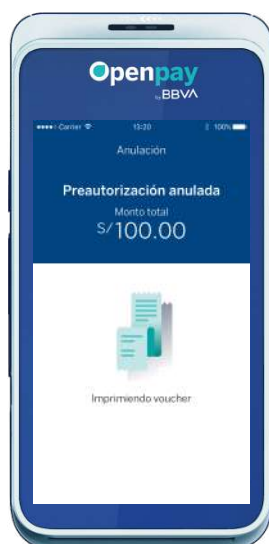 Openpay
by BBVA
Carrier 13:20 100%
Anulación
Preautorización anulada
Monto total
S/100.00
Imprimiendo voucher